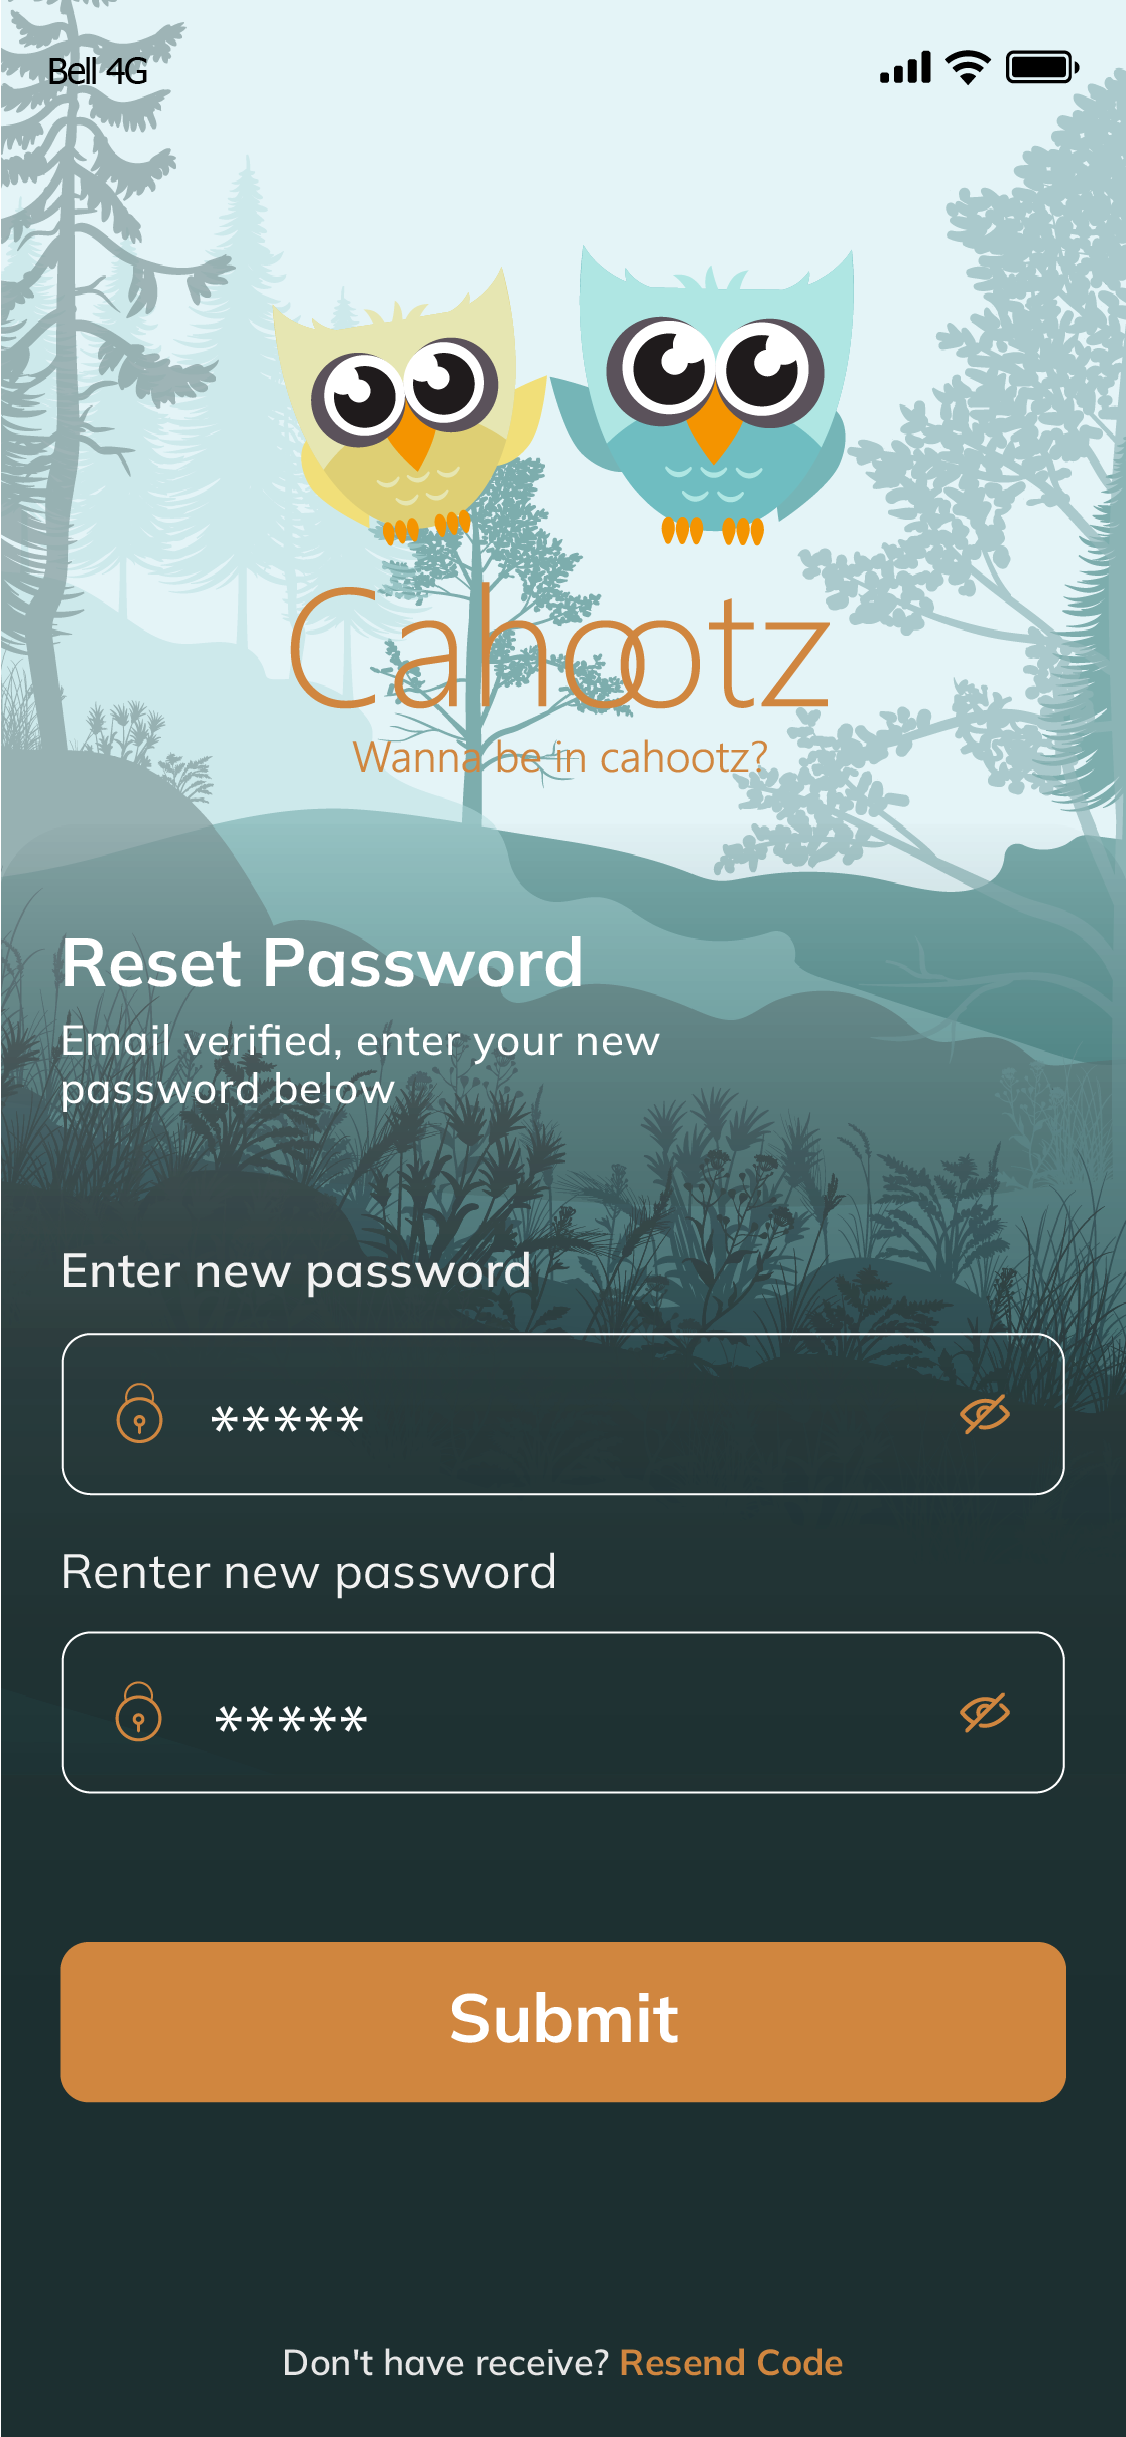 Bell 4G
Cahootz
Wanna be in cahootz?
Reset Password
Email verified, enter your new
password below
Enter new password
*****
Renter new password
*****
Submit
Don't have receive? Resend Code